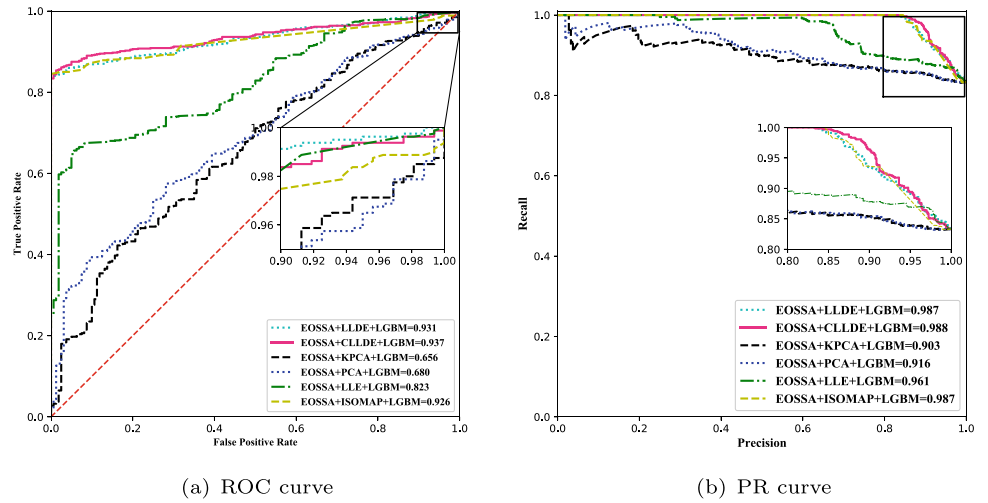 1.0
0.8
0.6
0.4
0.2
0.0
True Positive Rate
0.0 0.2 0.4 0.6 0.8 1.0
False Positive Rate
1.00
0.98
0.96
0.90 0.92 0.94 0.96 0.98 1.00
EOSSA+LLDE+LGBM=0.931
EOSSA+CLLDE+LGBM=0.937
EOSSA+KPCA+LGBM=0.656
EOSSA+PCA+LGBM=0.680
EOSSA+LLE+LGBM=0.823
EOSSA+ISOMAP+LGBM=0.926
(a) ROC curve
1.0
0.8
0.6
0.4
0.2
0.0
Recall
0.0 0.2 0.4 0.6 0.8 1.0
Precision
1.00
0.95
0.90
0.85
0.80
0.80 0.85 0.90 0.95 1.00
EOSSA+LLDE+LGBM=0.987
EOSSA+CLLDE+LGBM=0.988
EOSSA+KPCA+LGBM=0.903
EOSSA+PCA+LGBM=0.916
EOSSA+LLE+LGBM=0.961
EOSSA+ISOMAP+LGBM=0.987
(b) PR curve